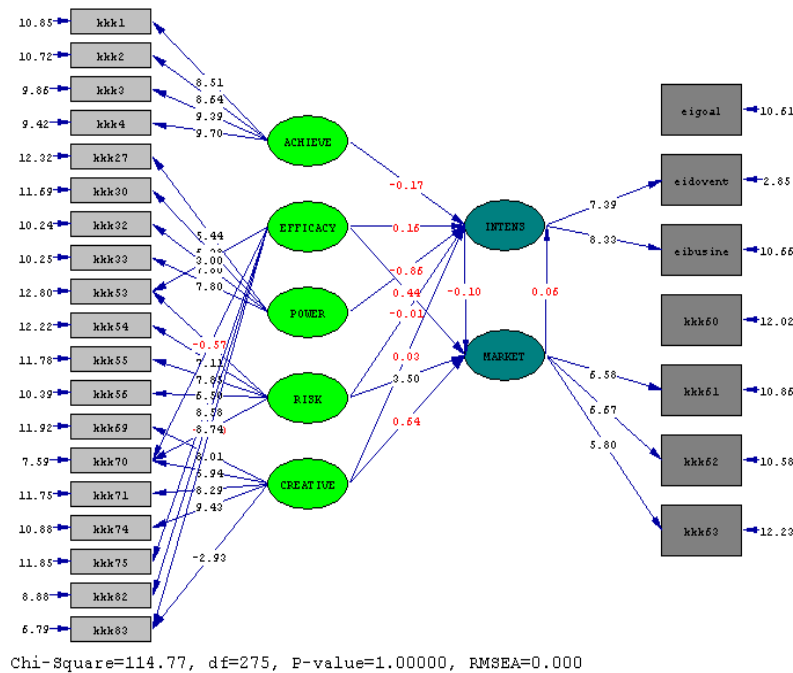 10.85 kkk1
10.72 kkk2
9.86 kkk3
9.42 kkk4
12.32 kkk27
11.69 kkk30
10.24 kkk32
10.25 kkk33
12.80 kkk53
12.22 kkk54
11.78 kkk55
10.39 kkk56
11.92 kkk69
7.59 kkk70
11.75 kkk71
10.88 kkk74
11.85 kkk75
8.88 kkk82
6.79 kkk83
8.51
8.64
9.39
9.70
5.44
3.00
7.80
-0.57
7.11
7.85
8.58
8.74
8.01
5.94
8.29
9.43
-2.93
ACHIEVE
EFFICACY
POWER
RISK
CREATIVE
-0.17
0.16
-0.86
0.44
-0.01
0.03
3.50
0.64
-0.10
0.06
INTENS
MARKET
7.39
8.33
6.58
6.67
5.80
eigoal 10.61
eidovent 2.85
eibusine 10.66
kkk60 12.02
kkk61 10.86
kkk62 10.58
kkk63 12.23
Chi-Square=114.77, df=275, P-value=1.00000, RMSEA=0.000